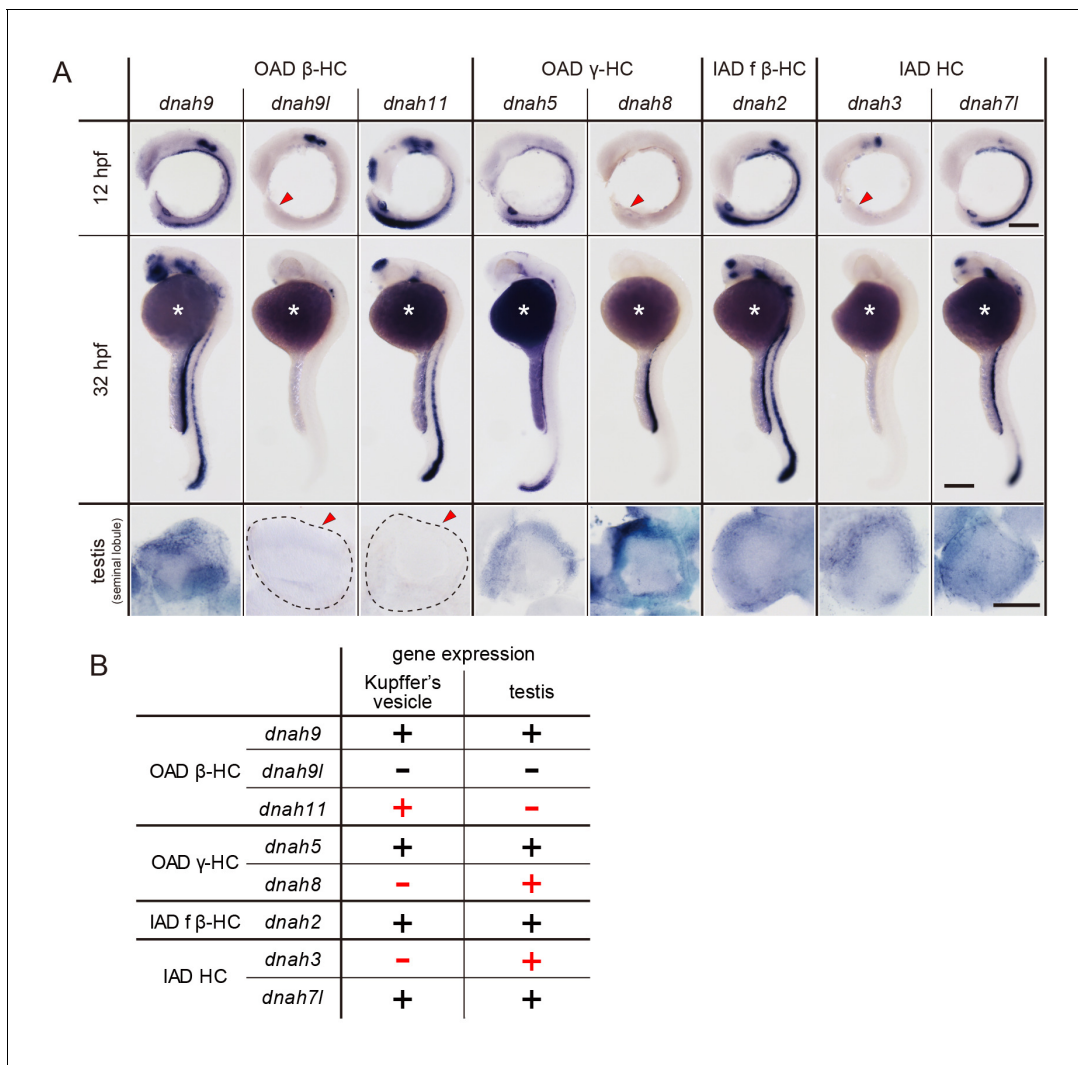 A
OAD β-HC OAD γ-HC IAD f β-HC IAD HC
dnah9 dnah9l dnah11 dnah5 dnah8 dnah2 dnah3 dnah7l
12 hpf
32 hpf
* * * * * * * *
testis
(seminal lobule)
B
gene expression
Kupffer's
vesicle
testis
OAD β-HC
dnah9 + +
dnah9l - -
dnah11 + -
OAD γ-HC
dnah5 + +
dnah8 - +
IAD f β-HC dnah2 + +
IAD HC
dnah3 - +
dnah7l + +